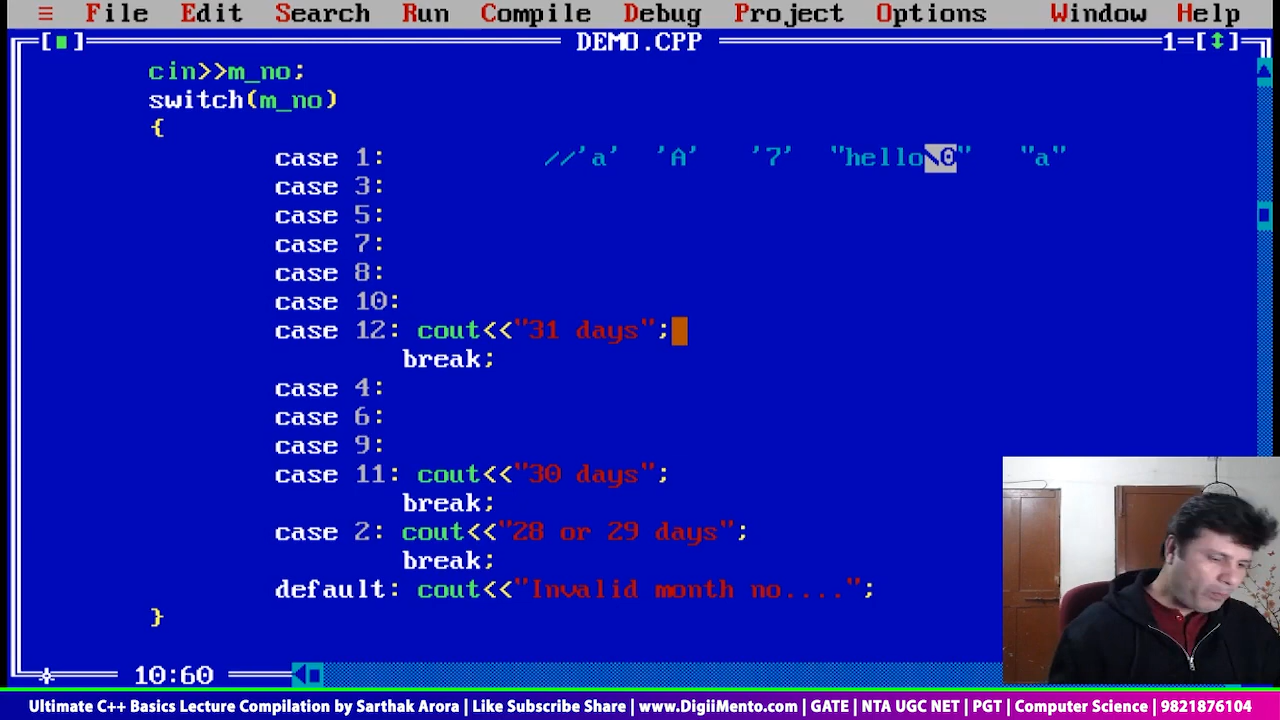 ≡ File Edit Search Run Compile Debug Project Options Window Help
[■] DEMO.CPP 1=[↕]
cin>>m_no;
switch(m_no)
{
case 1: //'a' 'A' '7' "hello\0" "a"
case 3:
case 5:
case 7:
case 8:
case 10:
case 12: cout<<"31 days";
break;
case 4:
case 6:
case 9:
case 11: cout<<"30 days";
break;
case 2: cout<<"28 or 29 days";
break;
default: cout<<"Invalid month no....";
}
10:60
Ultimate C++ Basics Lecture Compilation by Sarthak Arora | Like Subscribe Share | www.DigiiMento.com | GATE | NTA UGC NET | PGT | Computer Science | 9821876104